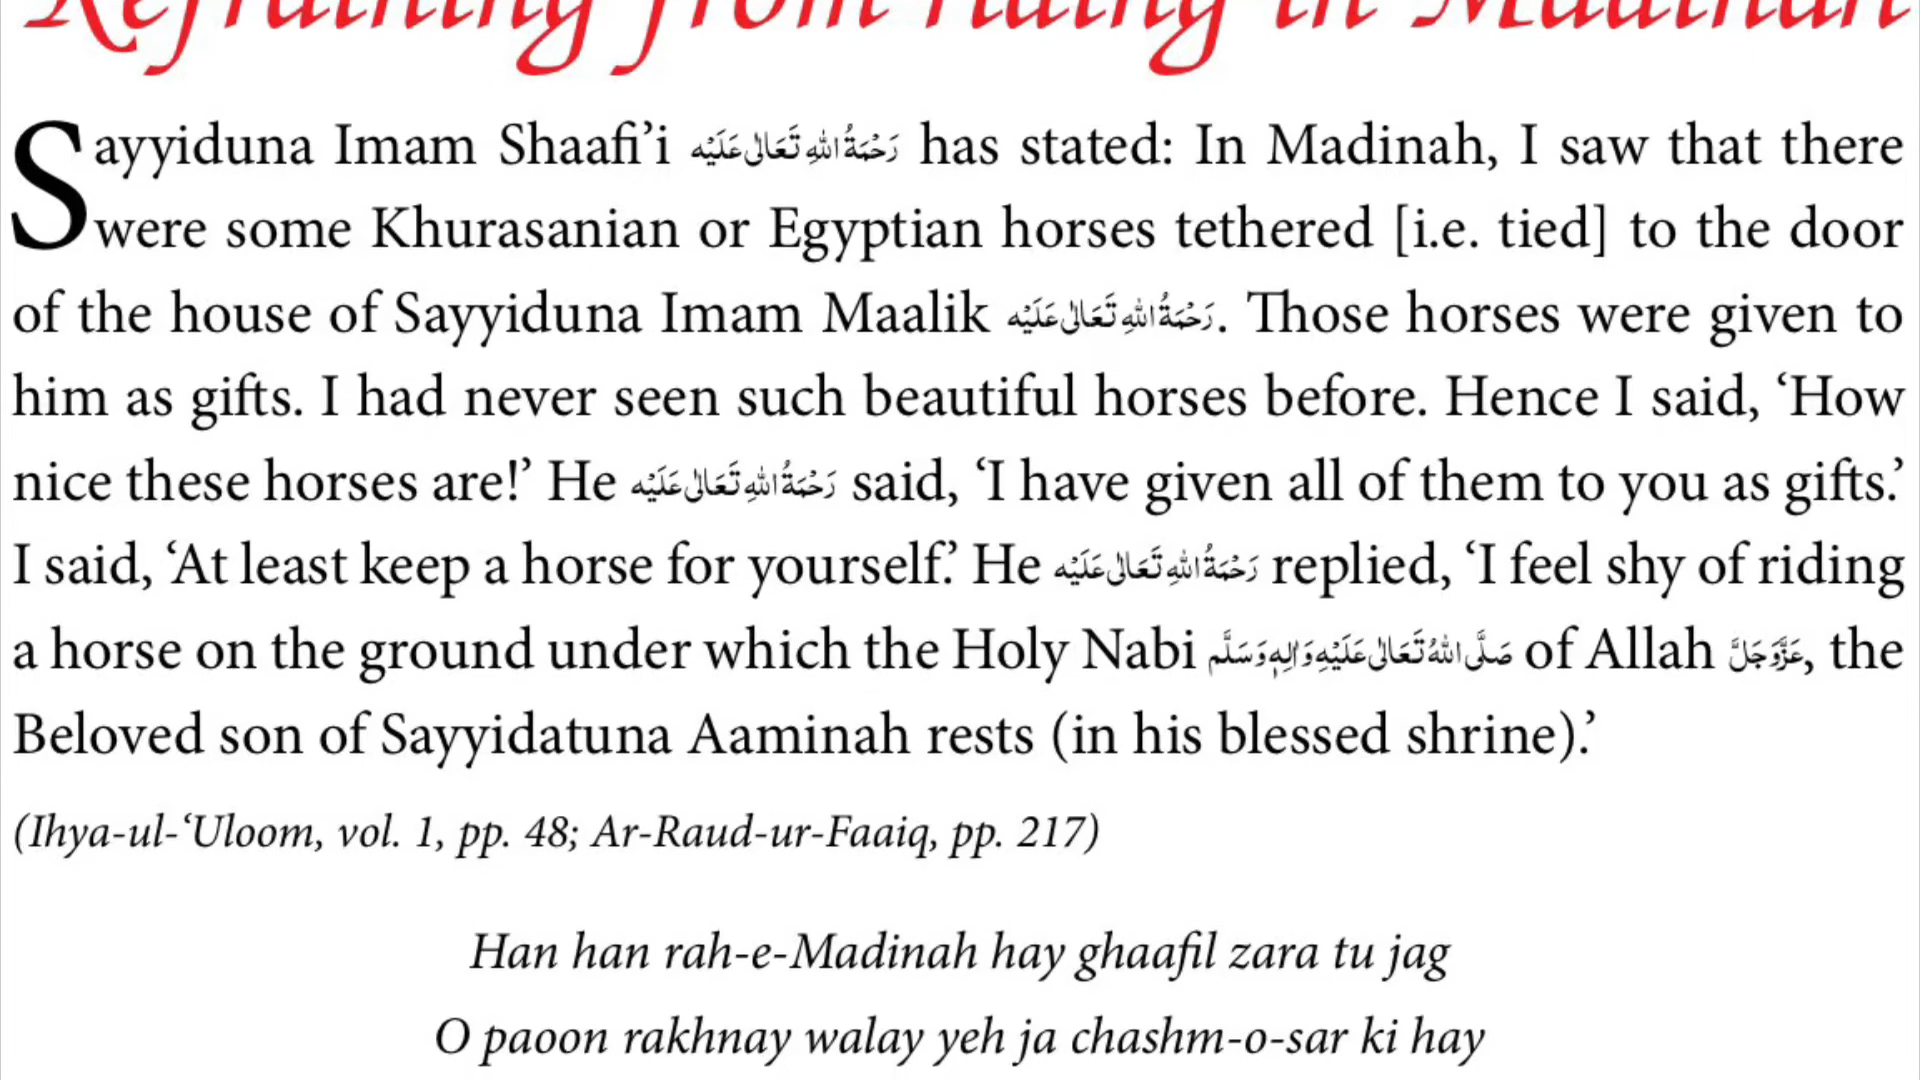 Refraining from riding in Madinah
Sayyiduna Imam Shaafi’i رَحْمَةُ اللهِ تَعَالٰی عَلَيْه has stated: In Madinah, I saw that there
were some Khurasanian or Egyptian horses tethered [i.e. tied] to the door
of the house of Sayyiduna Imam Maalik رَحْمَةُ اللهِ تَعَالٰی عَلَيْه. Those horses were given to
him as gifts. I had never seen such beautiful horses before. Hence I said, ‘How
nice these horses are!’ He رَحْمَةُ اللهِ تَعَالٰی عَلَيْه said, ‘I have given all of them to you as gifts.’
I said, ‘At least keep a horse for yourself.’ He رَحْمَةُ اللهِ تَعَالٰی عَلَيْه replied, ‘I feel shy of riding
a horse on the ground under which the Holy Nabi صَلَّى اللهُ تَعَالٰی عَلَيْهِ وَاٰلِهٖ وَسَلَّم of Allah عَزَّوَجَلَّ, the
Beloved son of Sayyidatuna Aaminah rests (in his blessed shrine).’
(Ihya-ul-‘Uloom, vol. 1, pp. 48; Ar-Raud-ur-Faaiq, pp. 217)
Han han rah-e-Madinah hay ghaafil zara tu jag
O paoon rakhnay walay yeh ja chashm-o-sar ki hay